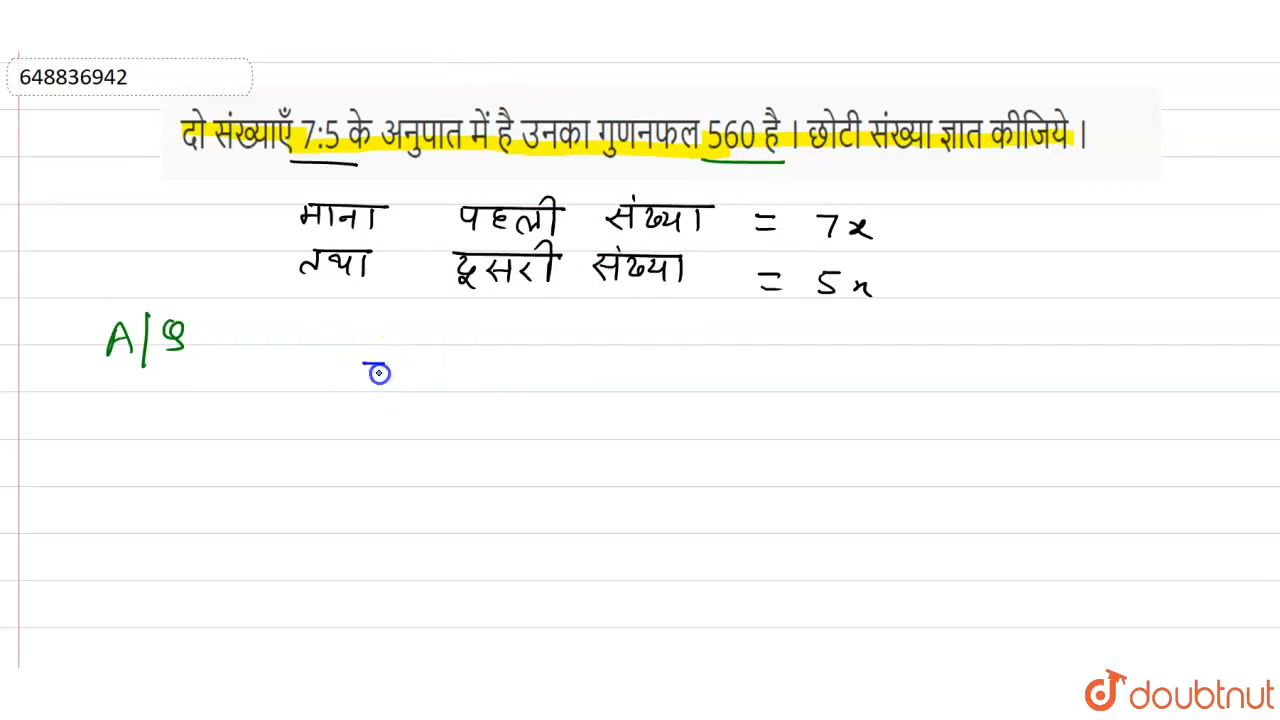 648836942
दो संख्याएँ 7:5 के अनुपात में है उनका गुणनफल 560 है । छोटी संख्या ज्ञात कीजिये ।
माना पहली संख्या = 7x
तथा दूसरी संख्या = 5x
A/Q
doubtnut